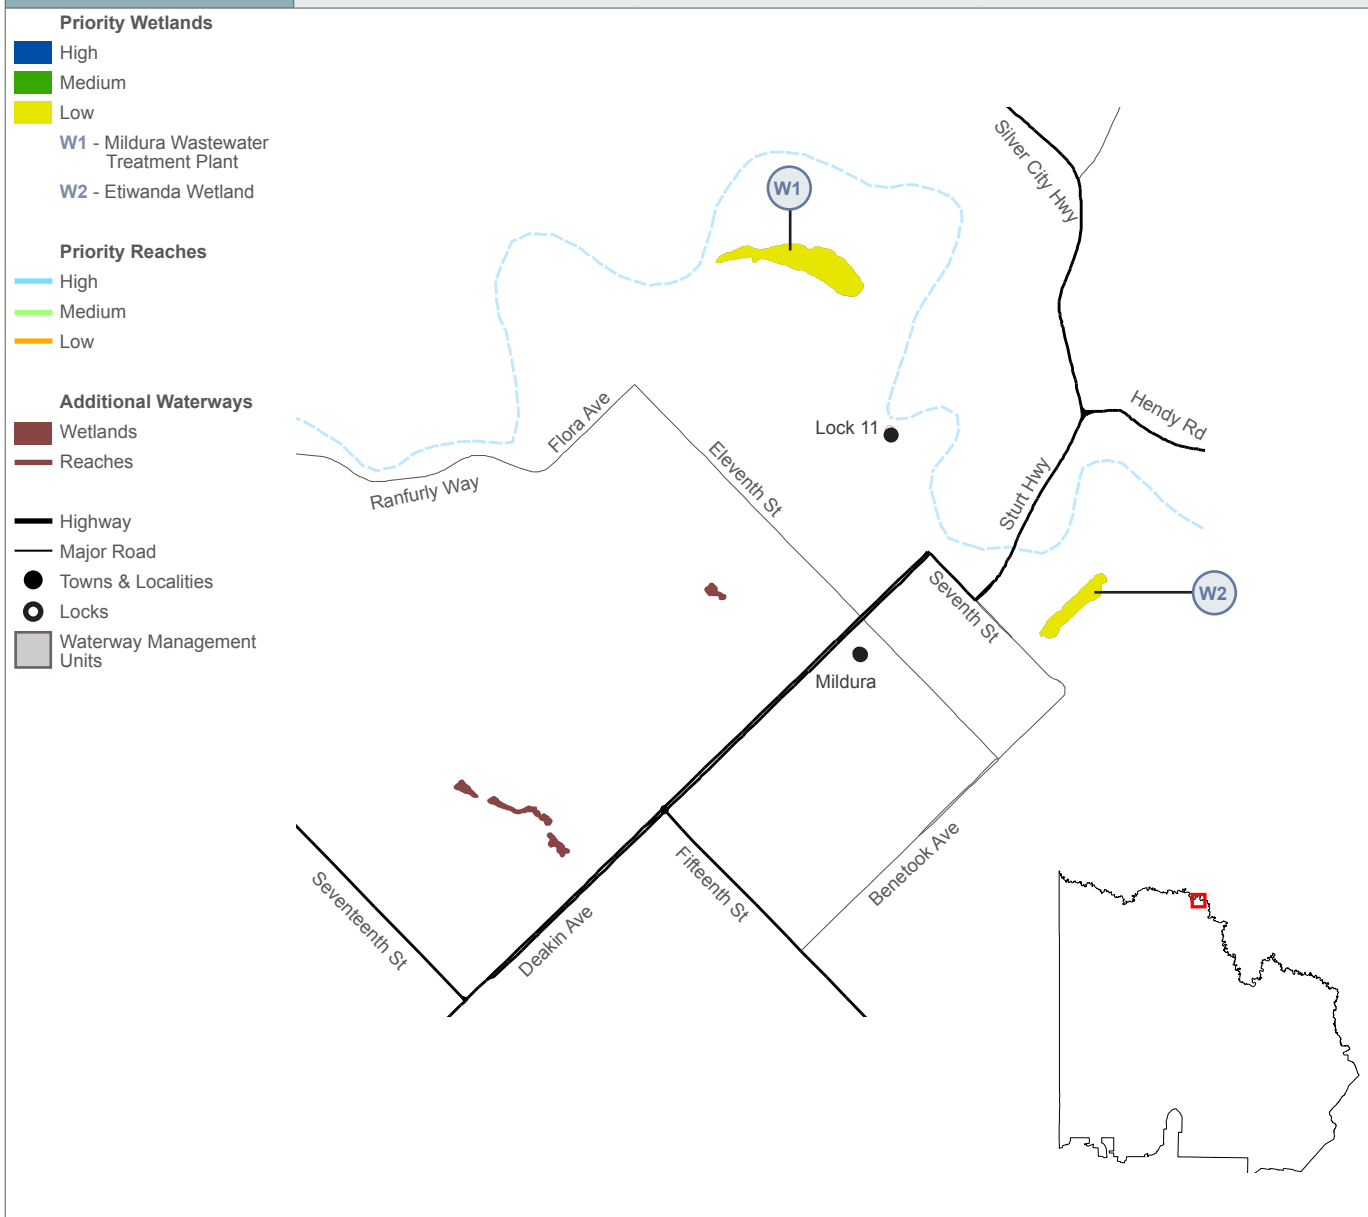 Priority Wetlands
High
Medium
Low
W1 - Mildura Wastewater
Treatment Plant
W2 - Etiwanda Wetland
Priority Reaches
High
Medium
Low
Additional Waterways
Wetlands
Reaches
Highway
Major Road
Towns & Localities
Locks
Waterway Management
Units
W1
Silver City Hwy
Hendy Rd
Flora Ave
Lock 11
Eleventh St
Ranfurly Way
Sturt Hwy
Seventh St
W2
Mildura
Seventeenth St
Deakin Ave
Fifteenth St
Benetook Ave